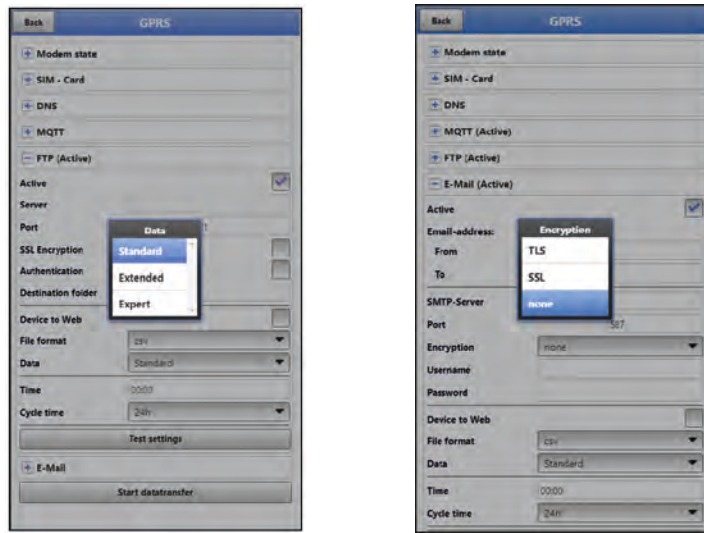 Back GPRS
+ Modem state
+ SIM - Card
+ DNS
+ MQTT
− FTP (Active)
Active
Server
Port
SSL Encryption
Authentication
Destination folder
Data
Standard
Extended
Expert
Device to Web
File format csv
Data Standard
Time 00:00
Cycle time 24h
Test settings
+ E-Mail
Start datatransfer
Back GPRS
+ Modem state
+ SIM - Card
+ DNS
+ MQTT (Active)
+ FTP (Active)
− E-Mail (Active)
Active
Email-address:
From
To
Encryption
TLS
SSL
none
SMTP-Server
Port 587
Encryption none
Username
Password
Device to Web
File format csv
Data Standard
Time 00:00
Cycle time 24h